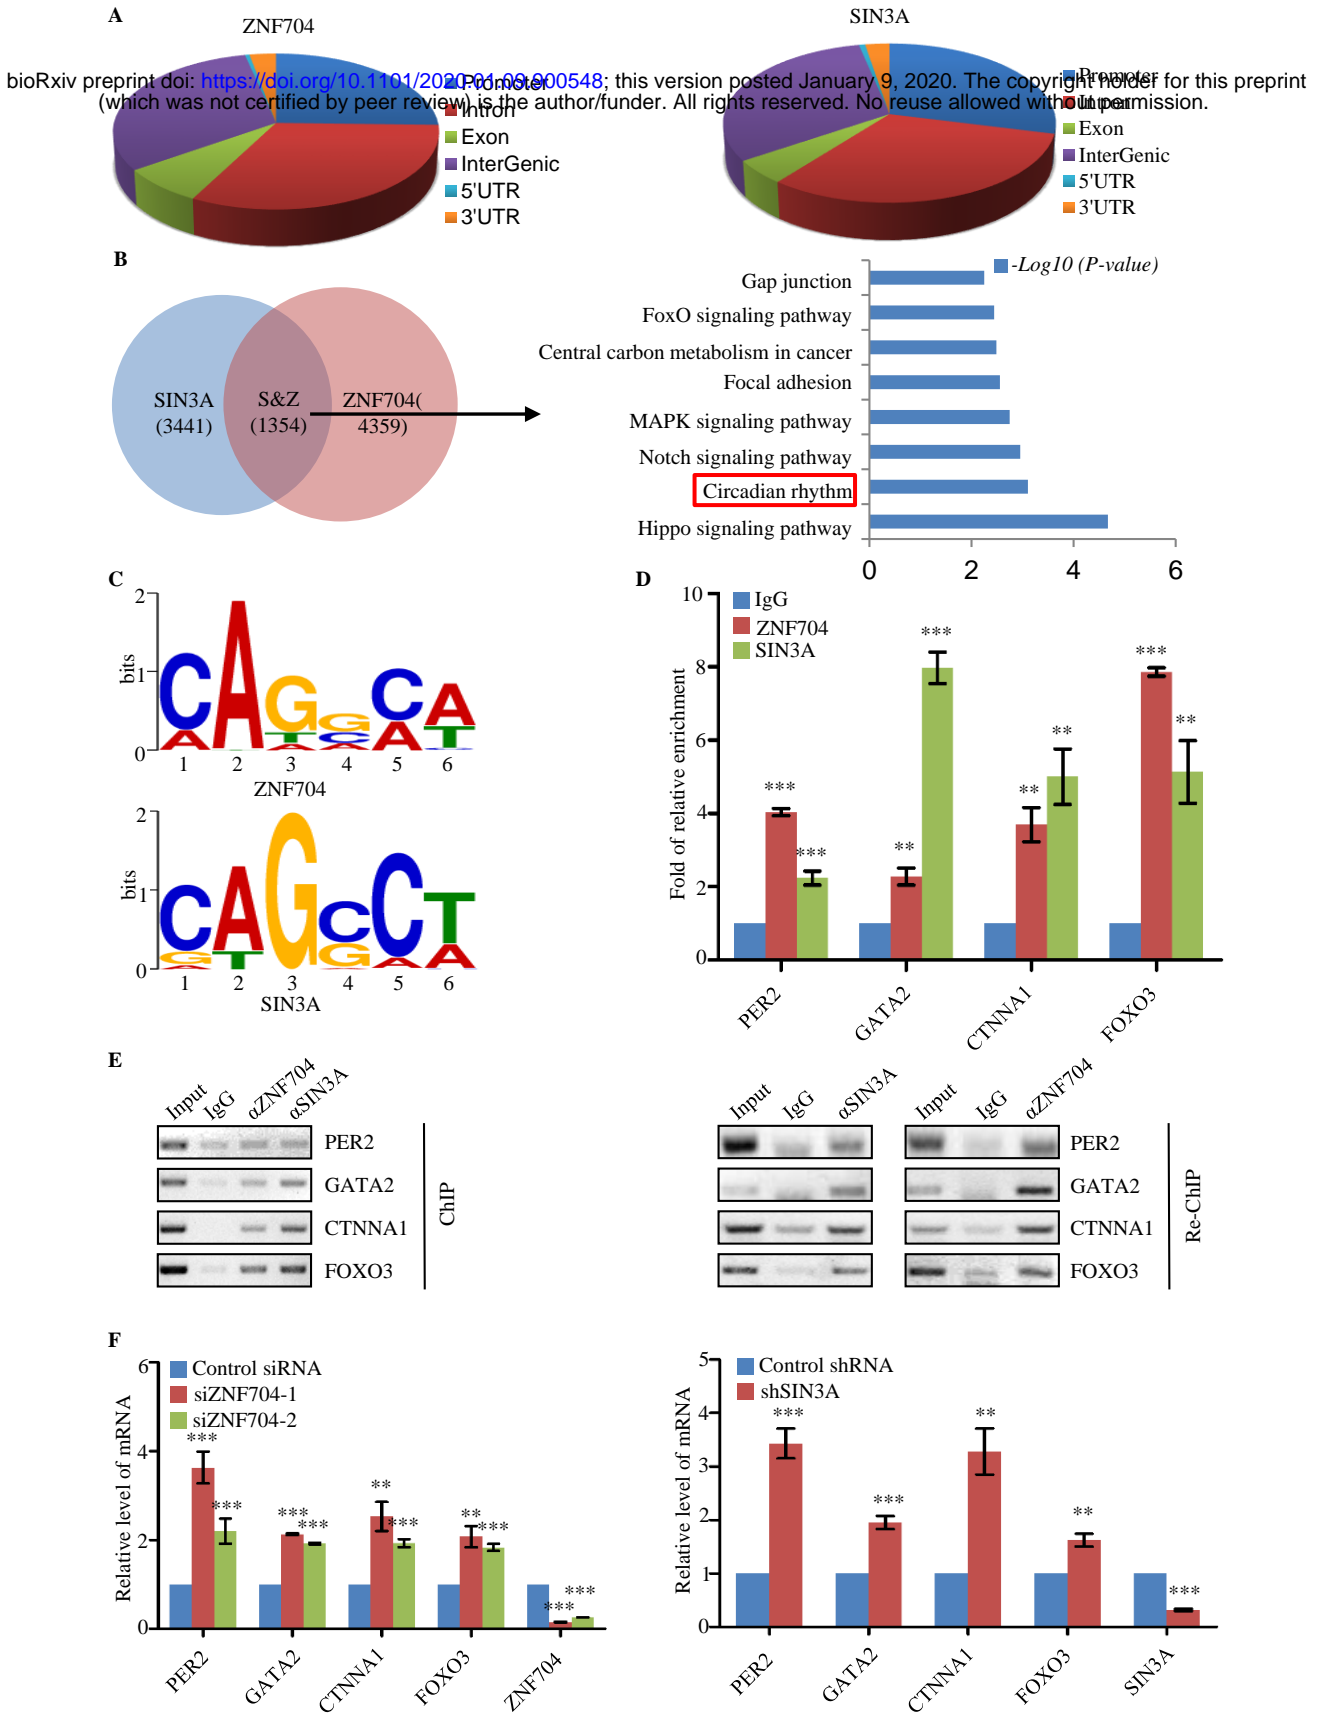 A
ZNF704
SIN3A
bioRxiv preprint doi: https://doi.org/10.1101/2020.01.09.900548; this version posted January 9, 2020. The copyright holder for this preprint
(which was not certified by peer review) is the author/funder. All rights reserved. No reuse allowed without permission.
Promoter
Intron
Exon
InterGenic
5'UTR
3'UTR
Promoter
Intron
Exon
InterGenic
5'UTR
3'UTR
B
SIN3A
(3441)
S&Z
(1354)
ZNF704(
4359)
-Log10 (P-value)
Gap junction
FoxO signaling pathway
Central carbon metabolism in cancer
Focal adhesion
MAPK signaling pathway
Notch signaling pathway
Circadian rhythm
Hippo signaling pathway
0 2 4 6
C
2
1
0
bits
CAGGCA
ATCAT
AAA
1 2 3 4 5 6
ZNF704
2
1
0
bits
CAGCCT
GTGAA
1 2 3 4 5 6
SIN3A
D
10
8
6
4
2
0
Fold of relative enrichment
IgG
ZNF704
SIN3A
*** *** ** *** ** ** *** **
PER2 GATA2 CTNNA1 FOXO3
E
Input IgG αZNF704 αSIN3A
PER2
GATA2
CTNNA1
FOXO3
ChIP
Input IgG αSIN3A Input IgG αZNF704
PER2
GATA2
CTNNA1
FOXO3
Re-ChIP
F
6
4
2
0
Relative level of mRNA
Control siRNA
siZNF704-1
siZNF704-2
*** *** *** *** ** *** ** *** *** ***
PER2 GATA2 CTNNA1 FOXO3 ZNF704
5
4
3
2
1
0
Relative level of mRNA
Control shRNA
shSIN3A
*** *** ** ** ***
PER2 GATA2 CTNNA1 FOXO3 SIN3A